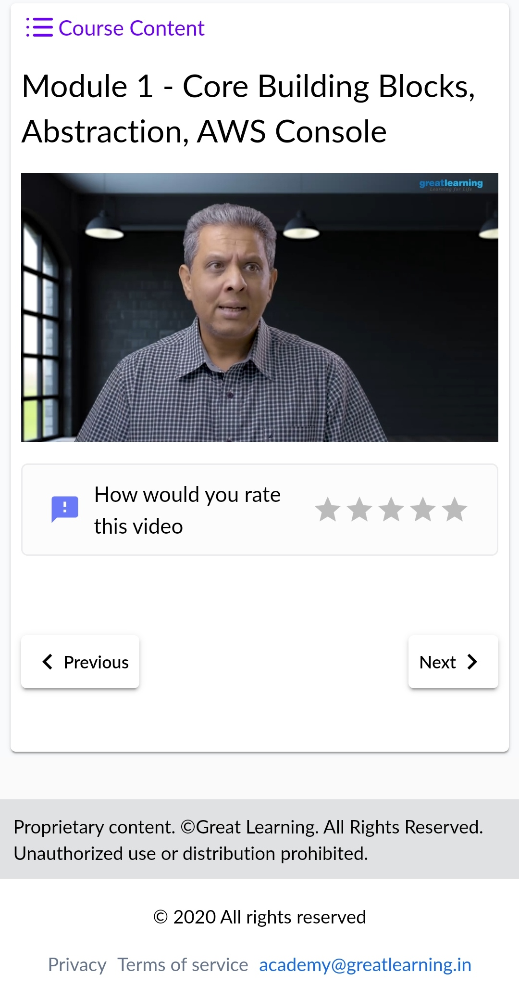 Course Content
Module 1 - Core Building Blocks,
Abstraction, AWS Console
greatlearning
Learning for Life
How would you rate
this video
Previous
Next
Proprietary content. ©Great Learning. All Rights Reserved.
Unauthorized use or distribution prohibited.
© 2020 All rights reserved
Privacy Terms of service academy@greatlearning.in